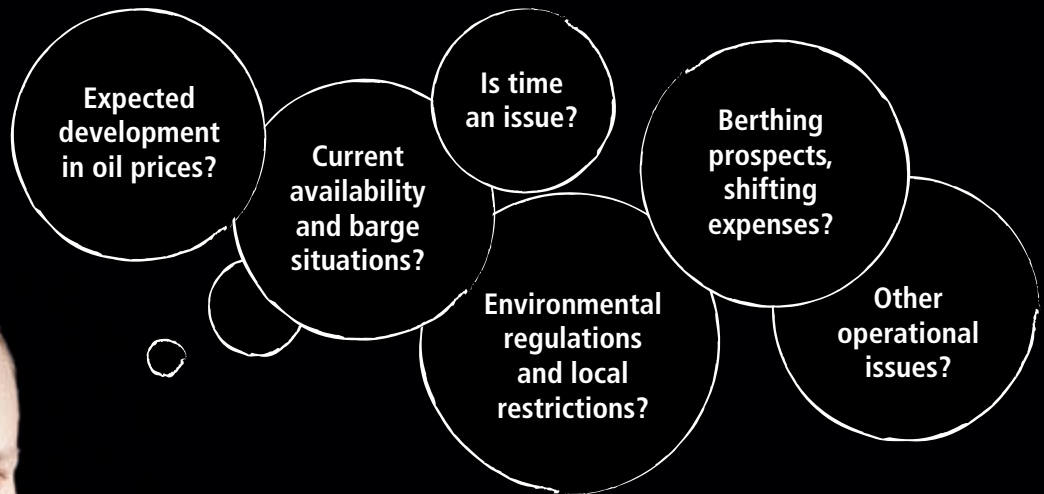 Expected
development
in oil prices?
Current
availability
and barge
situations?
Is time
an issue?
Environmental
regulations
and local
restrictions?
Berthing
prospects,
shifting
expenses?
Other
operational
issues?